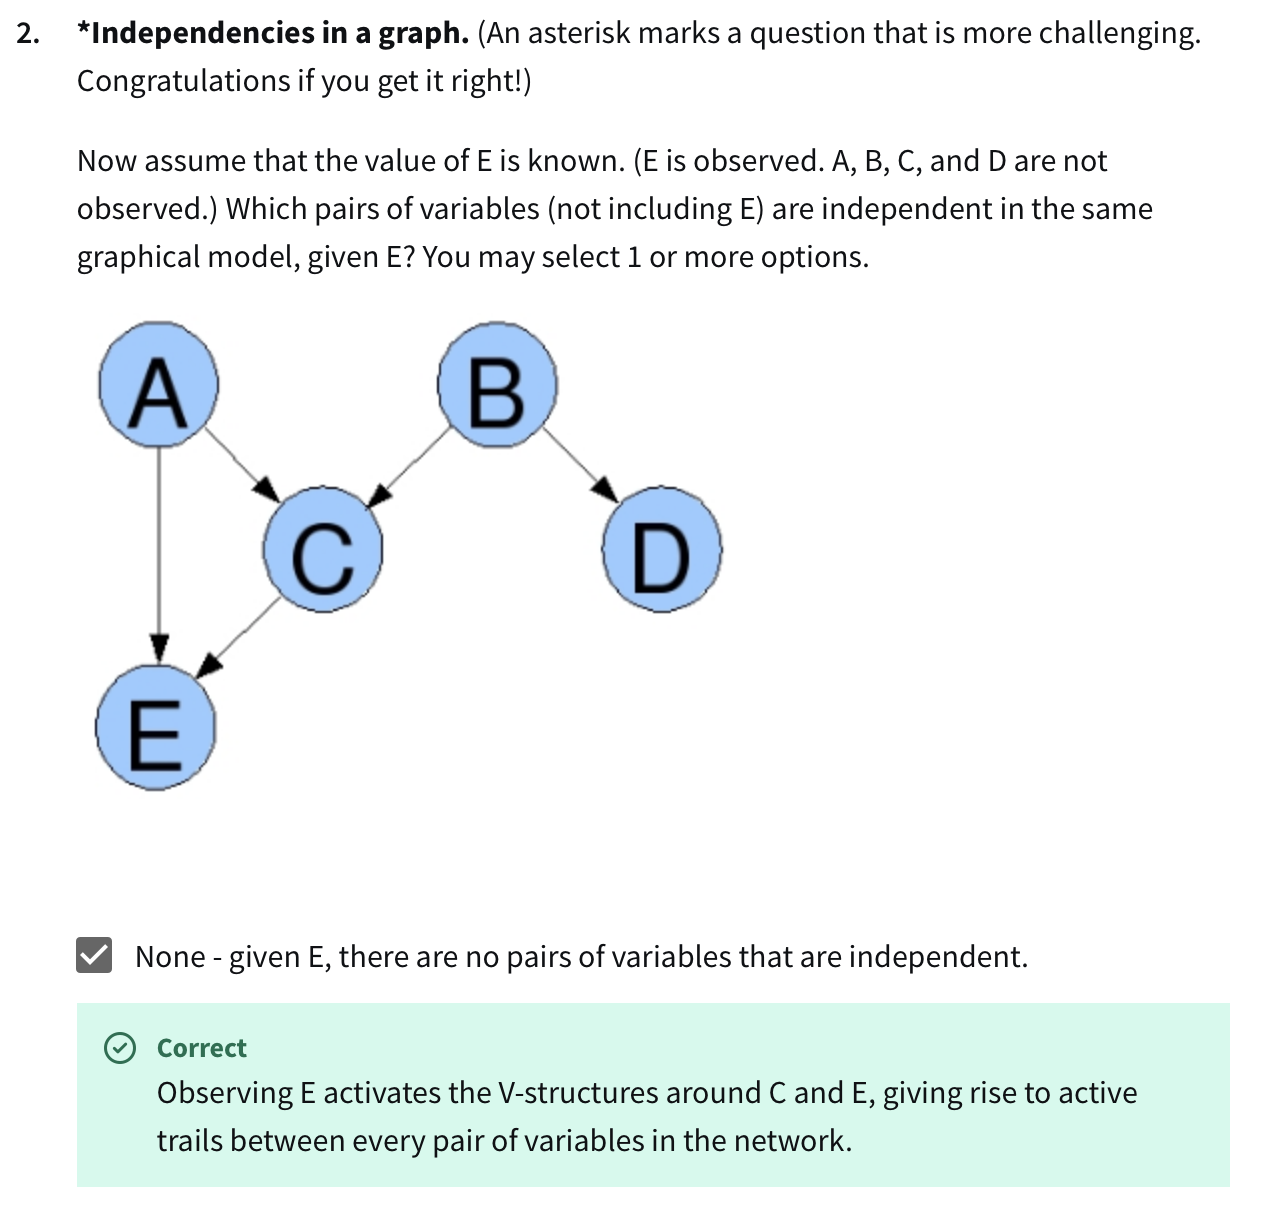 2. *Independencies in a graph. (An asterisk marks a question that is more challenging.
Congratulations if you get it right!)
Now assume that the value of E is known. (E is observed. A, B, C, and D are not
observed.) Which pairs of variables (not including E) are independent in the same
graphical model, given E? You may select 1 or more options.
A B
C D
E
None - given E, there are no pairs of variables that are independent.
Correct
Observing E activates the V-structures around C and E, giving rise to active
trails between every pair of variables in the network.